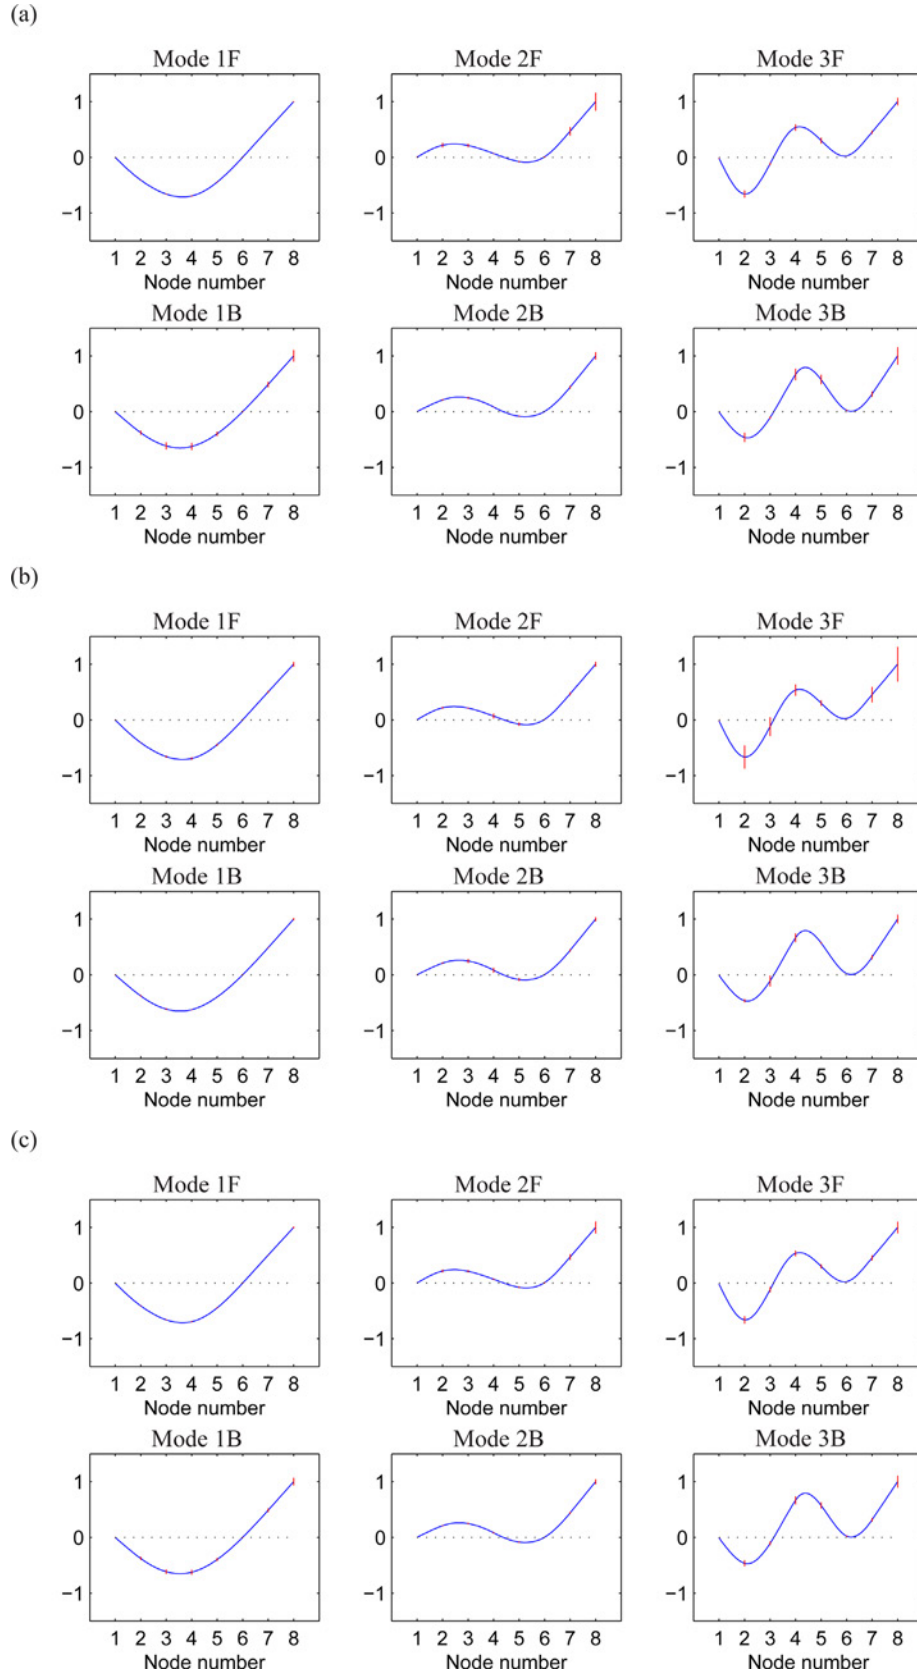 (a)
Mode 1F Mode 2F Mode 3F
1 1 1
0 0 0
−1 −1 −1
1 2 3 4 5 6 7 8 1 2 3 4 5 6 7 8 1 2 3 4 5 6 7 8
Node number Node number Node number
Mode 1B Mode 2B Mode 3B
1 1 1
0 0 0
−1 −1 −1
1 2 3 4 5 6 7 8 1 2 3 4 5 6 7 8 1 2 3 4 5 6 7 8
Node number Node number Node number
(b)
Mode 1F Mode 2F Mode 3F
1 1 1
0 0 0
−1 −1 −1
1 2 3 4 5 6 7 8 1 2 3 4 5 6 7 8 1 2 3 4 5 6 7 8
Node number Node number Node number
Mode 1B Mode 2B Mode 3B
1 1 1
0 0 0
−1 −1 −1
1 2 3 4 5 6 7 8 1 2 3 4 5 6 7 8 1 2 3 4 5 6 7 8
Node number Node number Node number
(c)
Mode 1F Mode 2F Mode 3F
1 1 1
0 0 0
−1 −1 −1
1 2 3 4 5 6 7 8 1 2 3 4 5 6 7 8 1 2 3 4 5 6 7 8
Node number Node number Node number
Mode 1B Mode 2B Mode 3B
1 1 1
0 0 0
−1 −1 −1
1 2 3 4 5 6 7 8 1 2 3 4 5 6 7 8 1 2 3 4 5 6 7 8
Node number Node number Node number